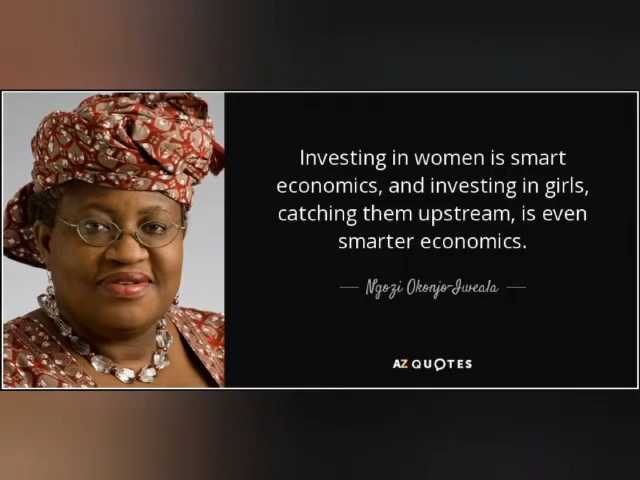 Investing in women is smart
economics, and investing in girls,
catching them upstream, is even
smarter economics.
Ngozi Okonjo-Iweala
AZ QUOTES